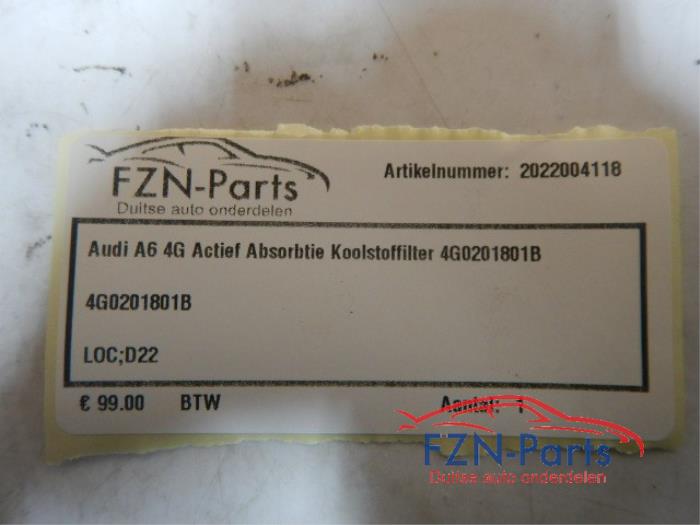 FZN-Parts
Duitse auto onderdelen
Artikelnummer: 2022004118
Audi A6 4G Actief Absorbtie Koolstoffilter 4G0201801B
4G0201801B
LOC;D22
€ 99.00 BTW Aantal: 1
FZN-Parts
Duitse auto onderdelen